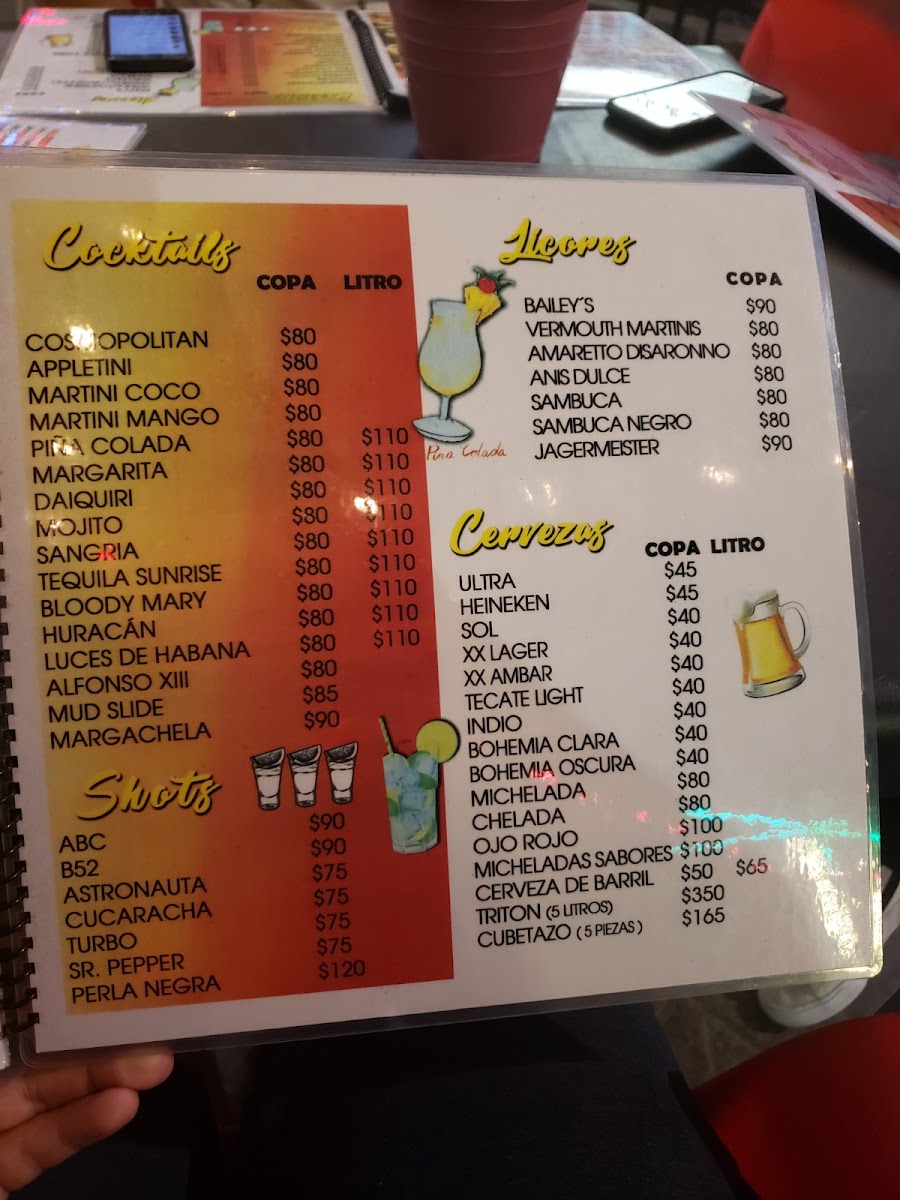 Cocktails
COPA LITRO
COSMOPOLITAN $80
APPLETINI $80
MARTINI COCO $80
MARTINI MANGO $80
PIÑA COLADA $80 $110
MARGARITA $80 $110
DAIQUIRI $80 $110
MOJITO $80 $110
SANGRIA $80 $110
TEQUILA SUNRISE $80 $110
BLOODY MARY $80 $110
HURACÁN $80 $110
LUCES DE HABANA $80 $110
ALFONSO XIII $80
MUD SLIDE $85
MARGACHELA $90
Shots
ABC $90
B52 $90
ASTRONAUTA $75
CUCARACHA $75
TURBO $75
SR. PEPPER $75
PERLA NEGRA $120
Piña Colada
Licores
COPA
BAILEY´S $90
VERMOUTH MARTINIS $80
AMARETTO DISARONNO $80
ANIS DULCE $80
SAMBUCA $80
SAMBUCA NEGRO $80
JAGERMEISTER $90
Cervezas
COPA LITRO
ULTRA $45
HEINEKEN $45
SOL $40
XX LAGER $40
XX AMBAR $40
TECATE LIGHT $40
INDIO $40
BOHEMIA CLARA $40
BOHEMIA OSCURA $40
MICHELADA $80
CHELADA $80
OJO ROJO $100
MICHELADAS SABORES $100
CERVEZA DE BARRIL $50 $65
TRITON (5 LITROS) $350
CUBETAZO ( 5 PIEZAS ) $165